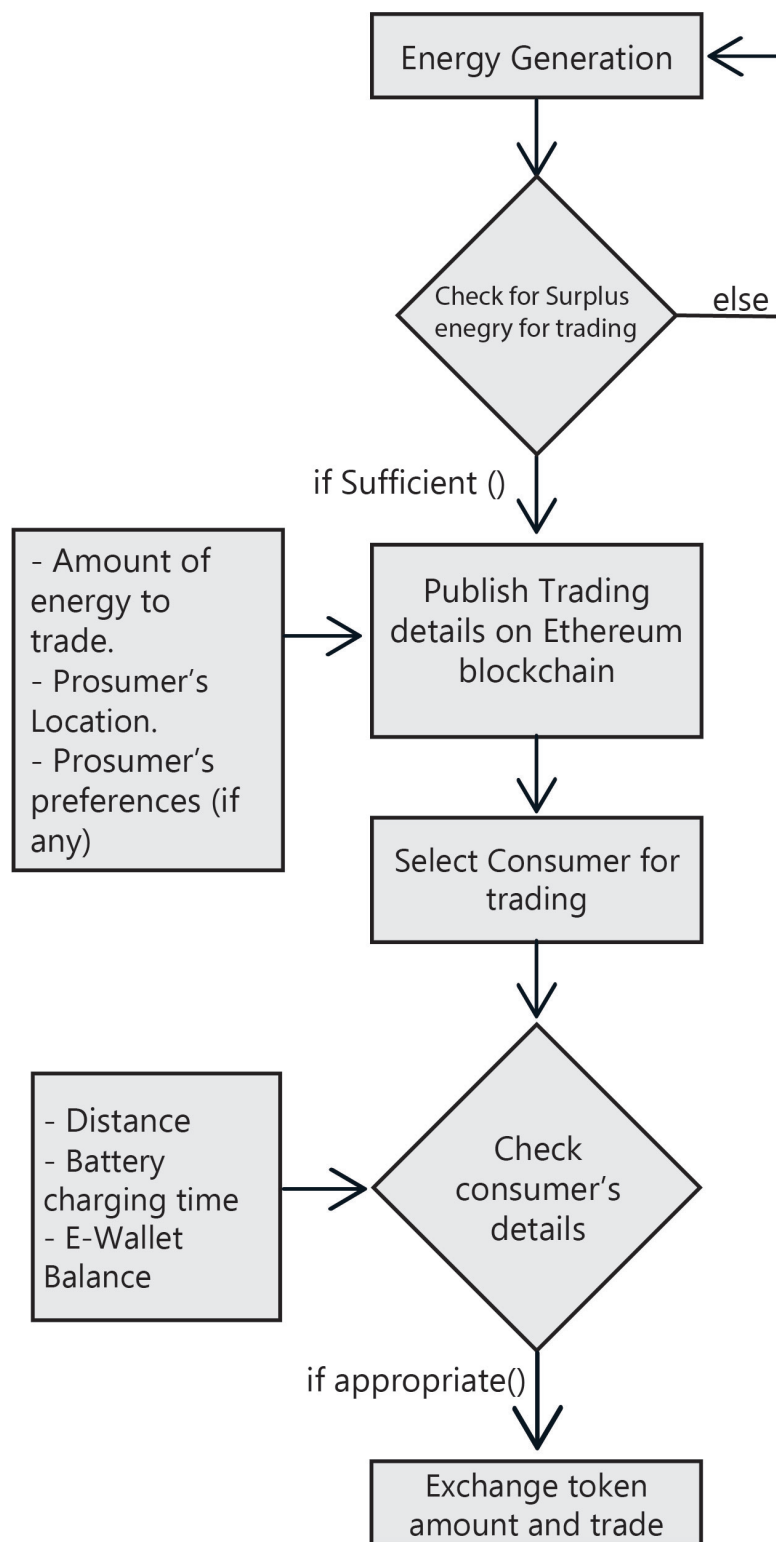 Energy Generation
Check for Surplus
enegry for trading
else
if Sufficient ()
- Amount of
energy to
trade.
- Prosumer’s
Location.
- Prosumer’s
preferences (if
any)
Publish Trading
details on Ethereum
blockchain
Select Consumer for
trading
- Distance
- Battery
charging time
- E-Wallet
Balance
Check
consumer’s
details
if appropriate()
Exchange token
amount and trade